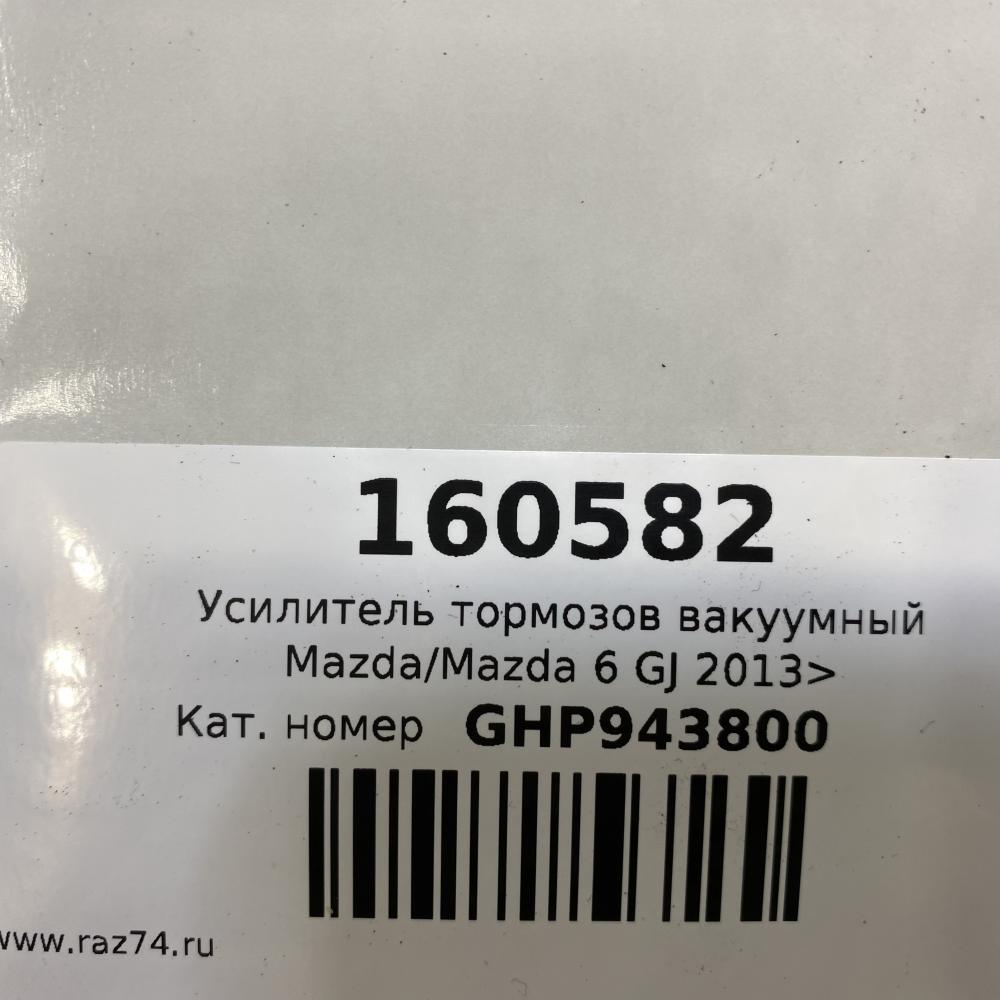 160582
Усилитель тормозов вакуумный
Mazda/Mazda 6 GJ 2013>
Кат. номер GHP943800
www.raz74.ru